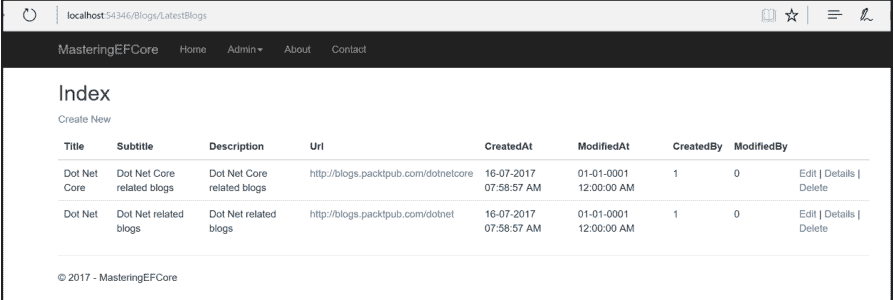 localhost:54346/Blogs/LatestBlogs
MasteringEFCore Home Admin About Contact
Index
Create New
Title Subtitle Description Url CreatedAt ModifiedAt CreatedBy ModifiedBy
Dot Net Dot Net Core Dot Net Core http://blogs.packtpub.com/dotnetcore 16-07-2017 01-01-0001 1 0 Edit | Details |
Core related blogs related blogs 07:58:57 AM 12:00:00 AM Delete
Dot Net Dot Net related Dot Net related http://blogs.packtpub.com/dotnet 16-07-2017 01-01-0001 1 0 Edit | Details |
blogs blogs 07:58:57 AM 12:00:00 AM Delete
© 2017 - MasteringEFCore